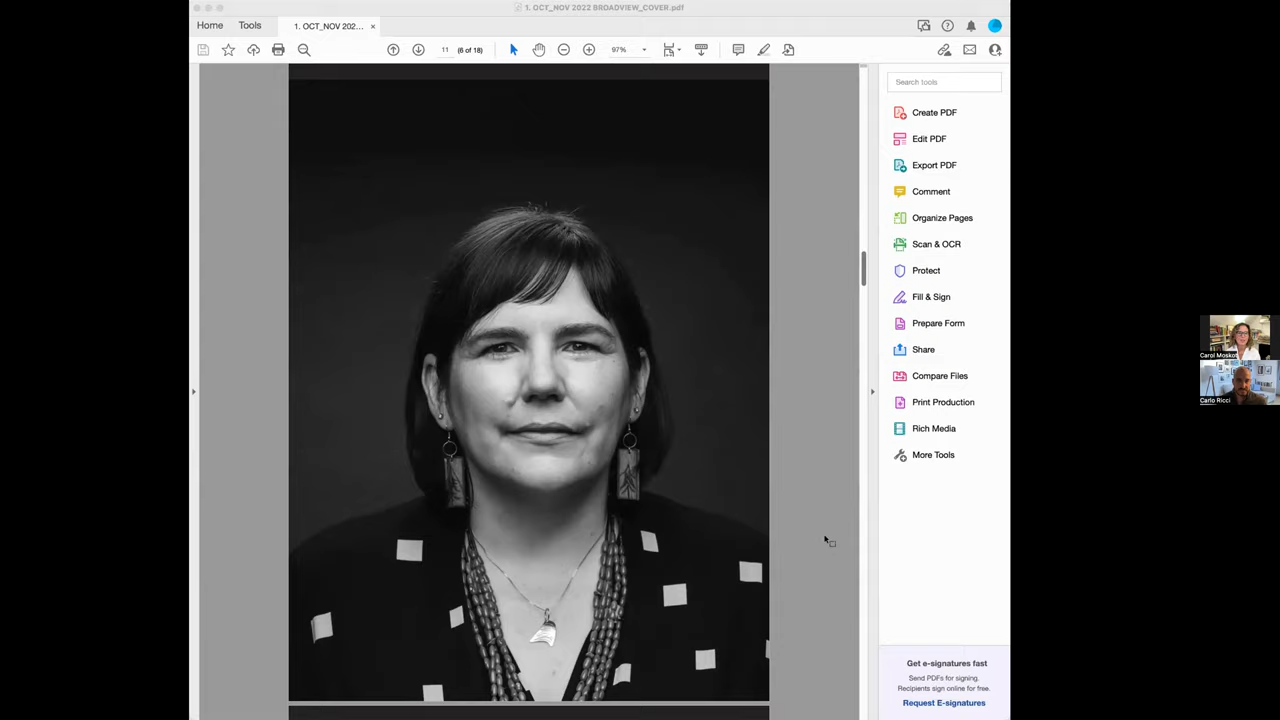 1. OCT_NOV 2022 BROADVIEW_COVER.pdf
Home
Tools
1. OCT_NOV 202...
×
11
(6 of 18)
97%
Search tools
Create PDF
Edit PDF
Export PDF
Comment
Organize Pages
Scan & OCR
Protect
Fill & Sign
Prepare Form
Share
Compare Files
Print Production
Rich Media
More Tools
Get e-signatures fast
Send PDFs for signing.
Recipients sign online for free.
Request E-signatures
Carol Moskot
Carlo Ricci